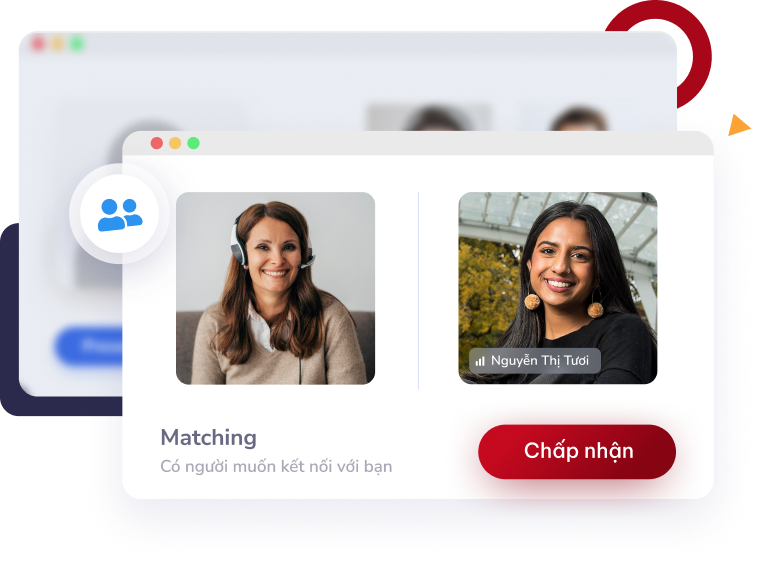 Nguyễn Thị Tươi
Matching
Có người muốn kết nối với bạn
Chấp nhận